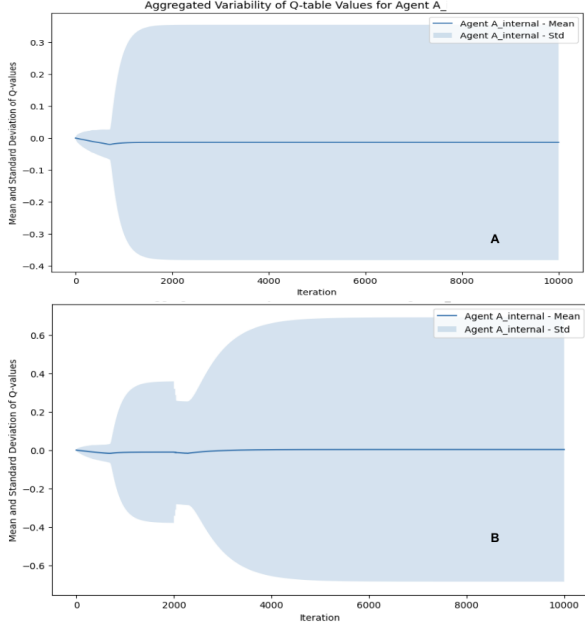 Aggregated Variability of Q-table Values for Agent A_
Mean and Standard Deviation of Q-values
0.3
0.2
0.1
0.0
−0.1
−0.2
−0.3
−0.4
Agent A_internal - Mean
Agent A_internal - Std
A
0 2000 4000 6000 8000 10000
Iteration
Mean and Standard Deviation of Q-values
0.6
0.4
0.2
0.0
−0.2
−0.4
−0.6
Agent A_internal - Mean
Agent A_internal - Std
B
0 2000 4000 6000 8000 10000
Iteration